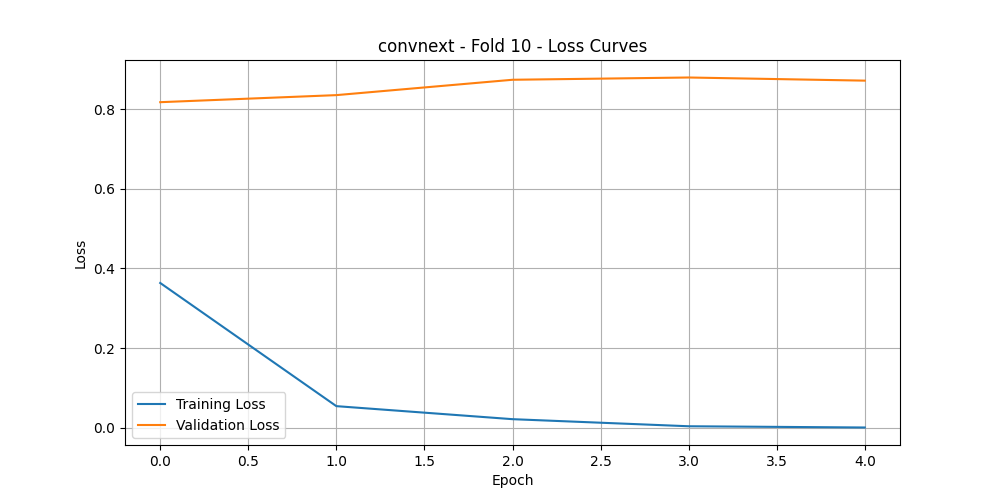 convnext - Fold 10 - Loss Curves
Loss
0.8
0.6
0.4
0.2
0.0
Training Loss
Validation Loss
0.0 0.5 1.0 1.5 2.0 2.5 3.0 3.5 4.0
Epoch